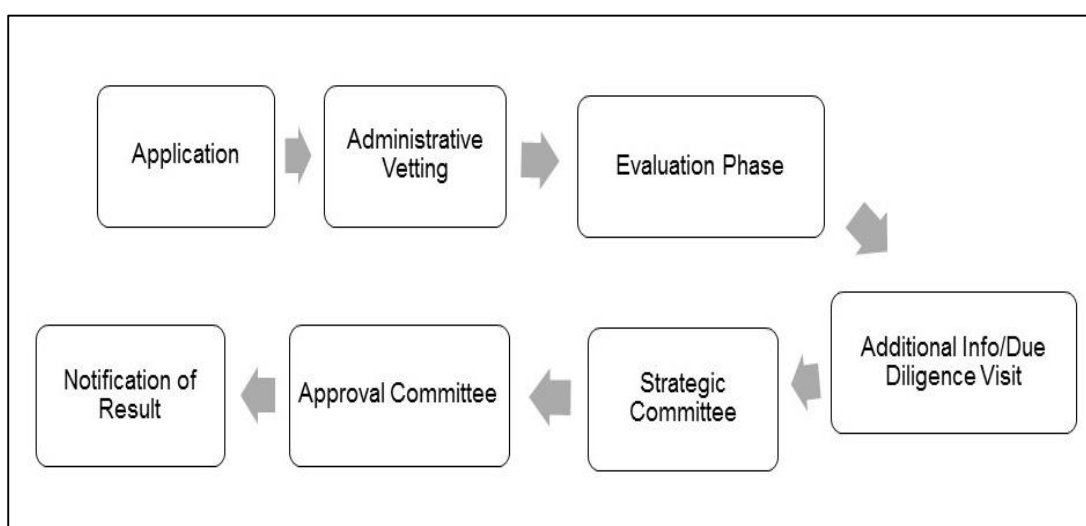 Application
Administrative
Vetting
Evaluation Phase
Additional Info/Due
Diligence Visit
Strategic
Committee
Approval Committee
Notification of
Result